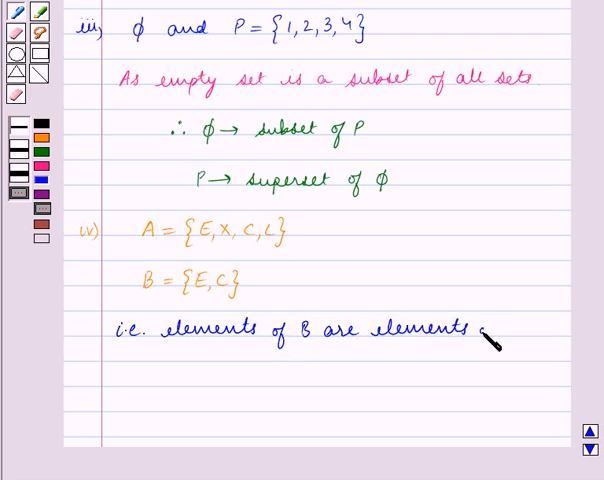 iii) φ and P = {1, 2, 3, 4}
As empty set is a subset of all sets.
∴ φ → subset of P
P → superset of φ
iv) A = {E, X, C, L}
B = {E, C}
i.e. elements of B are elements